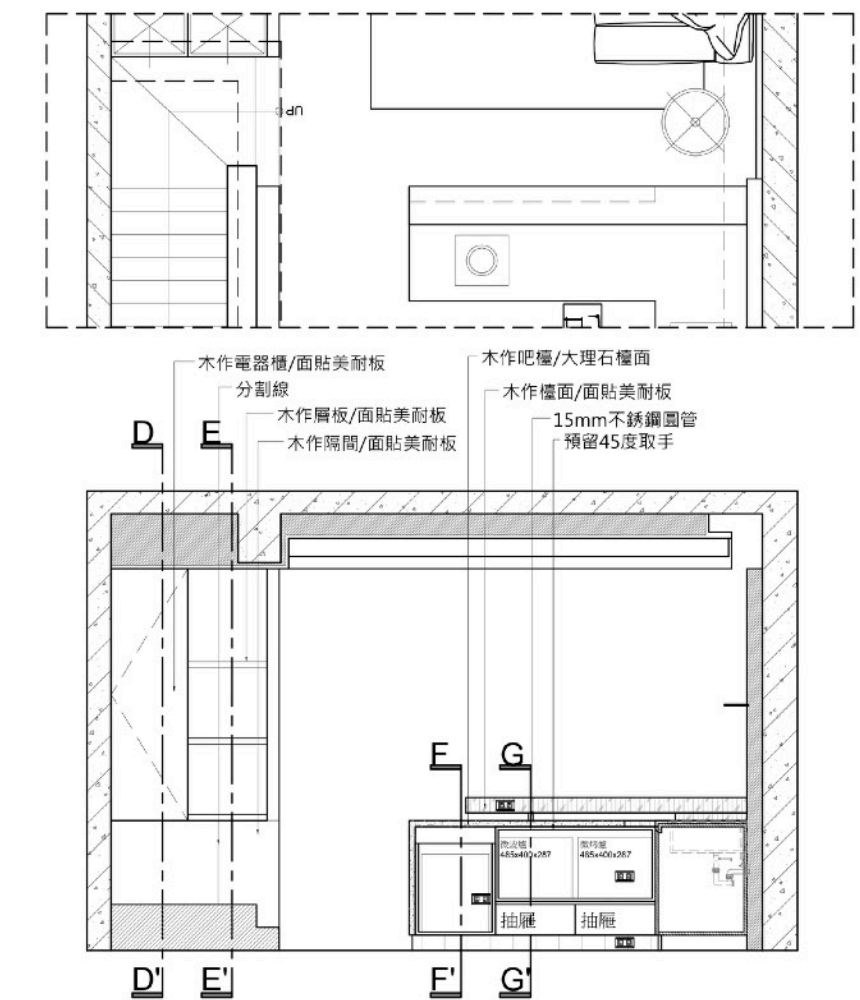 UP
木作電器櫃/面貼美耐板
分割線
木作層板/面貼美耐板
木作隔間/面貼美耐板
木作吧檯/大理石檯面
木作檯面/面貼美耐板
15mm不銹鋼圓管
預留45度取手
D
E
F
G
微波爐
485x400x287
微烤爐
485x400x287
抽屜
抽屜
D'
E'
F'
G'